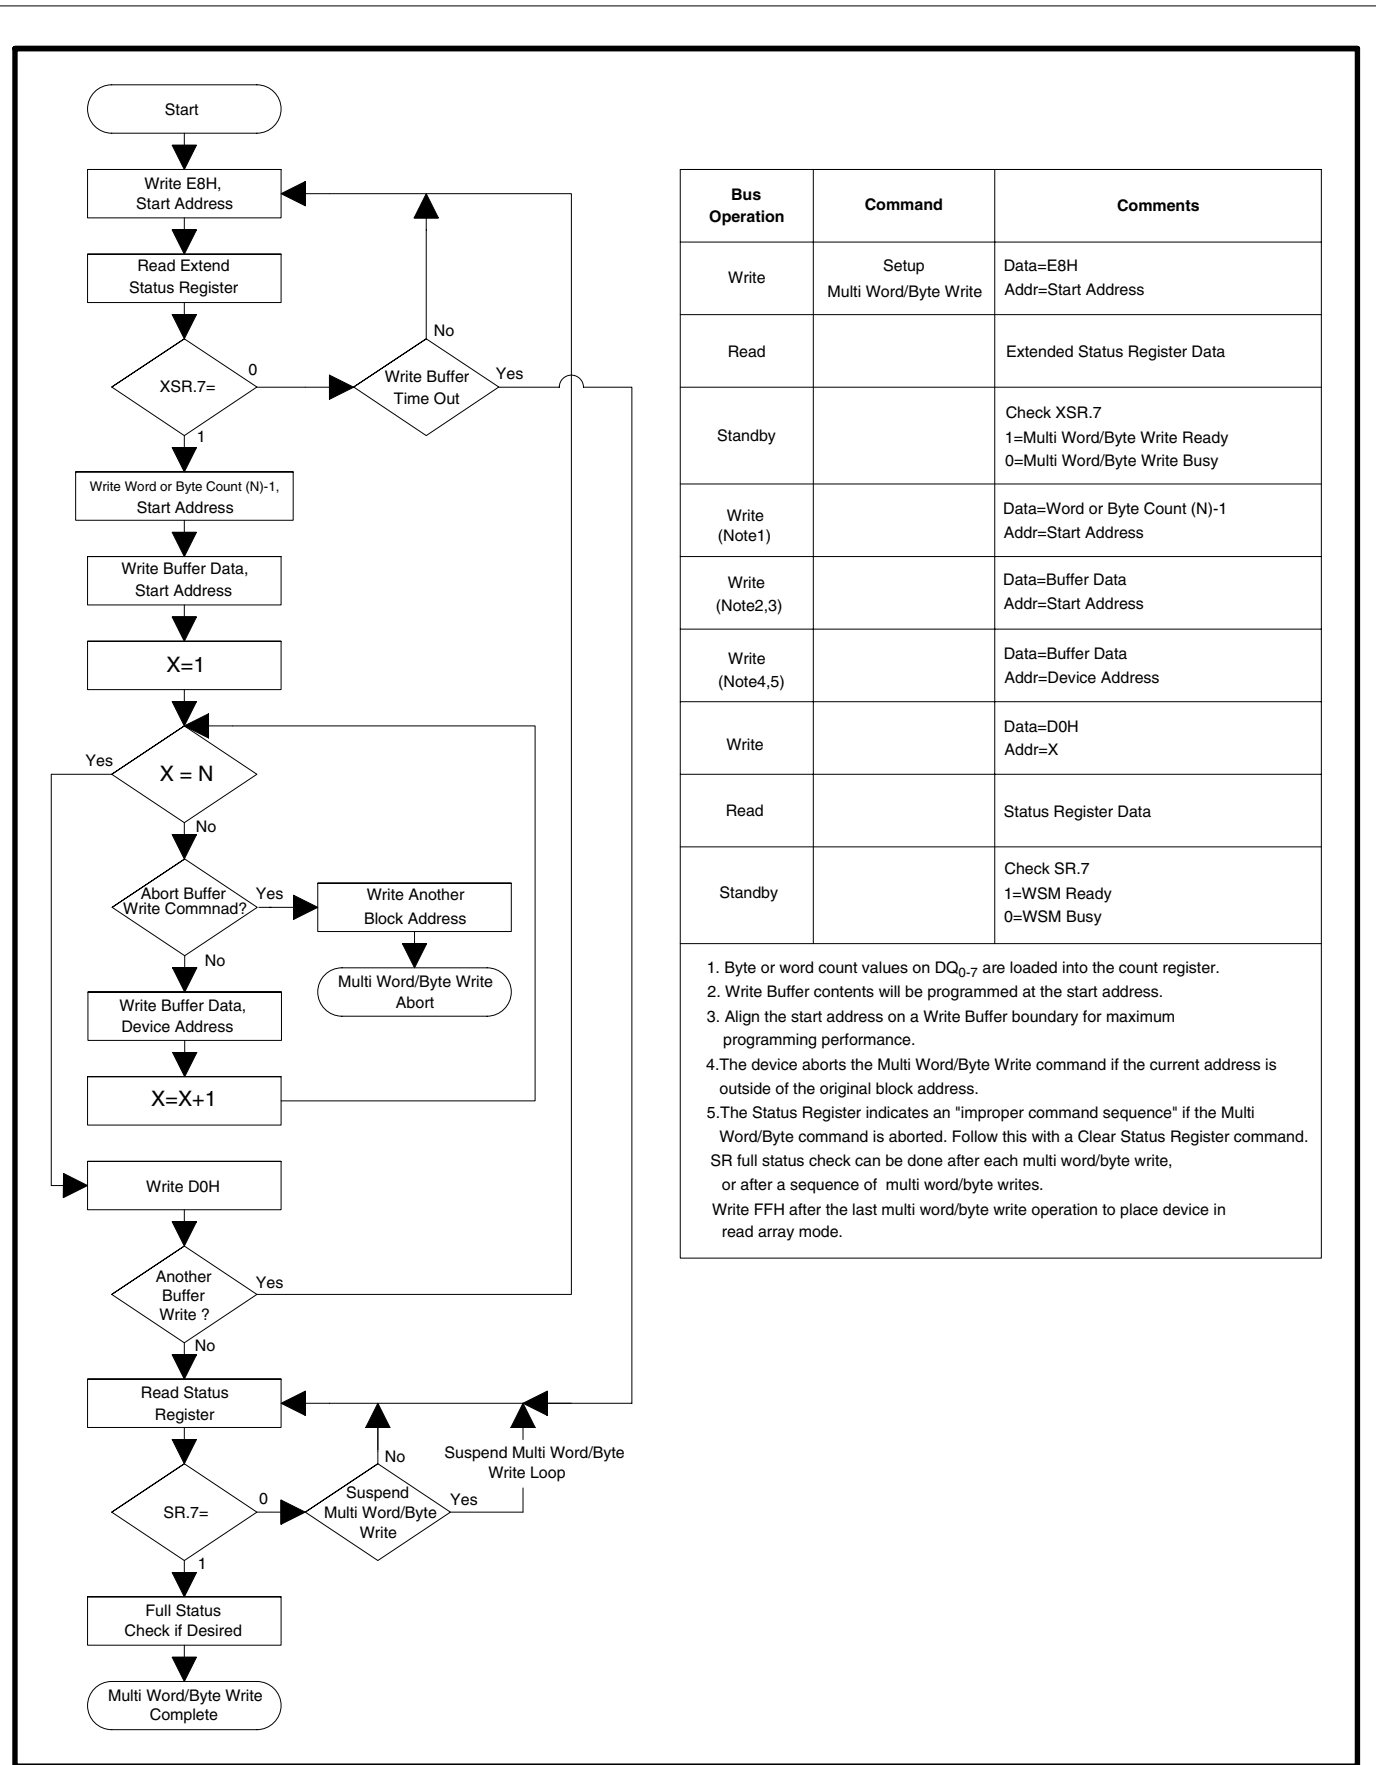 Start
Write E8H,
Start Address
Read Extend
Status Register
XSR.7=
0
1
Write Buffer
Time Out
No
Yes
Write Word or Byte Count (N)-1,
Start Address
Write Buffer Data,
Start Address
X=1
X = N
Yes
No
Abort Buffer
Write Commnad?
Yes
No
Write Another
Block Address
Multi Word/Byte Write
Abort
Write Buffer Data,
Device Address
X=X+1
Write D0H
Another
Buffer
Write ?
Yes
No
Read Status
Register
SR.7=
0
1
Suspend
Multi Word/Byte
Write
No
Yes
Suspend Multi Word/Byte
Write Loop
Full Status
Check if Desired
Multi Word/Byte Write
Complete
Bus
Operation
Command
Comments
Write
Setup
Multi Word/Byte Write
Data=E8H
Addr=Start Address
Read
Extended Status Register Data
Standby
Check XSR.7
1=Multi Word/Byte Write Ready
0=Multi Word/Byte Write Busy
Write
(Note1)
Data=Word or Byte Count (N)-1
Addr=Start Address
Write
(Note2,3)
Data=Buffer Data
Addr=Start Address
Write
(Note4,5)
Data=Buffer Data
Addr=Device Address
Write
Data=D0H
Addr=X
Read
Status Register Data
Standby
Check SR.7
1=WSM Ready
0=WSM Busy
1. Byte or word count values on DQ0-7 are loaded into the count register.
2. Write Buffer contents will be programmed at the start address.
3. Align the start address on a Write Buffer boundary for maximum
programming performance.
4.The device aborts the Multi Word/Byte Write command if the current address is
outside of the original block address.
5.The Status Register indicates an "improper command sequence" if the Multi
Word/Byte command is aborted. Follow this with a Clear Status Register command.
SR full status check can be done after each multi word/byte write,
or after a sequence of multi word/byte writes.
Write FFH after the last multi word/byte write operation to place device in
read array mode.